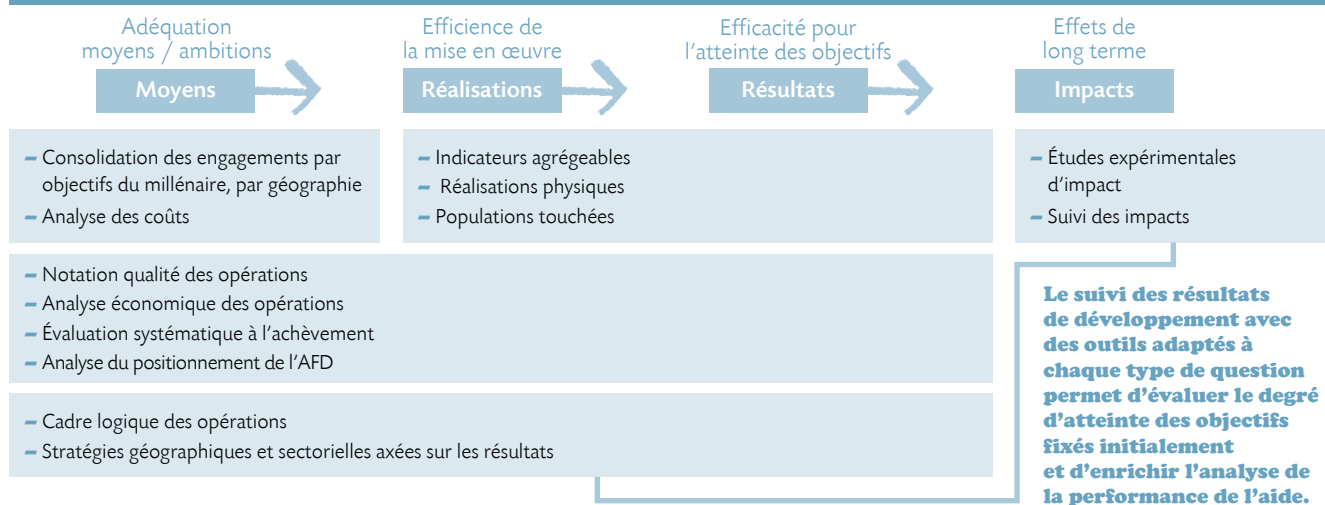 Adéquation
moyens / ambitions
Moyens
Efficience de
la mise en œuvre
Réalisations
Efficacité pour
l'atteinte des objectifs
Résultats
Effets de
long terme
Impacts
– Consolidation des engagements par
objectifs du millénaire, par géographie
– Analyse des coûts
– Indicateurs agrégeables
– Réalisations physiques
– Populations touchées
– Études expérimentales
d'impact
– Suivi des impacts
– Notation qualité des opérations
– Analyse économique des opérations
– Évaluation systématique à l'achèvement
– Analyse du positionnement de l'AFD
– Cadre logique des opérations
– Stratégies géographiques et sectorielles axées sur les résultats
Le suivi des résultats
de développement avec
des outils adaptés à
chaque type de question
permet d'évaluer le degré
d'atteinte des objectifs
fixés initialement
et d'enrichir l'analyse de
la performance de l'aide.